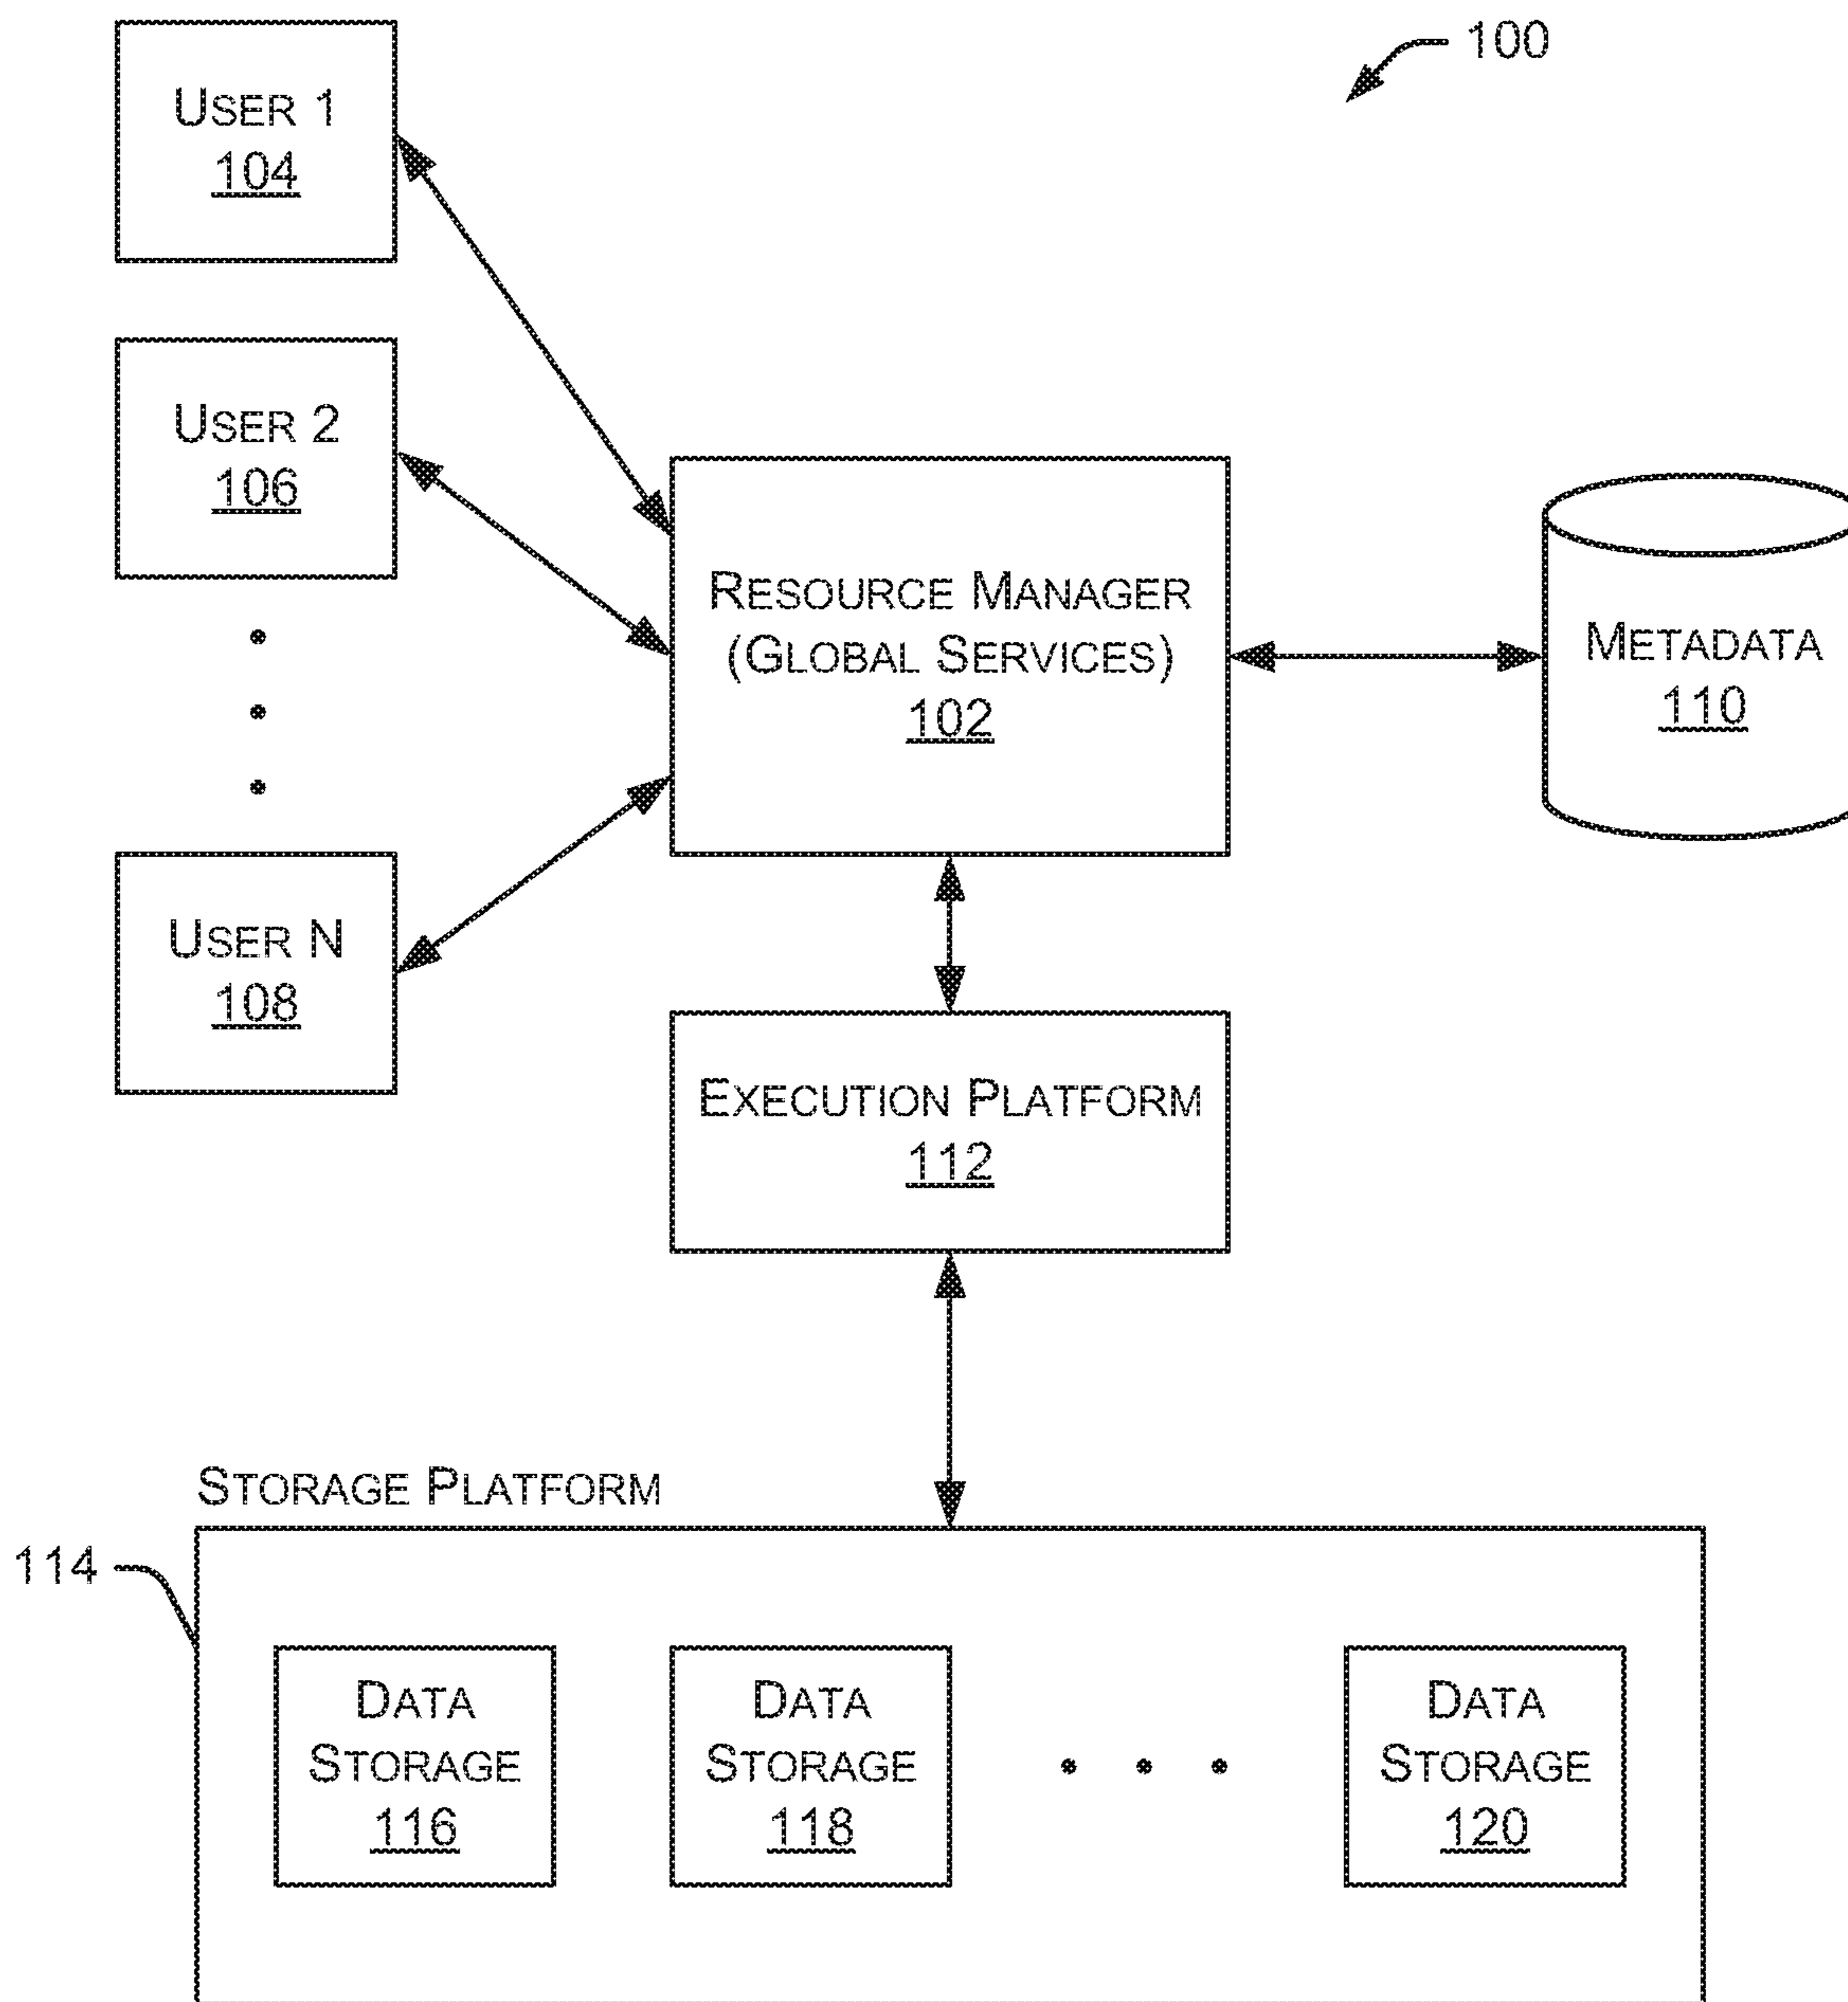 100
USER 1
104
USER 2
106
RESOURCE MANAGER
(GLOBAL SERVICES)
102
METADATA
110
USER N
108
EXECUTION PLATFORM
112
STORAGE PLATFORM
114
DATA
STORAGE
116
DATA
STORAGE
118
DATA
STORAGE
120